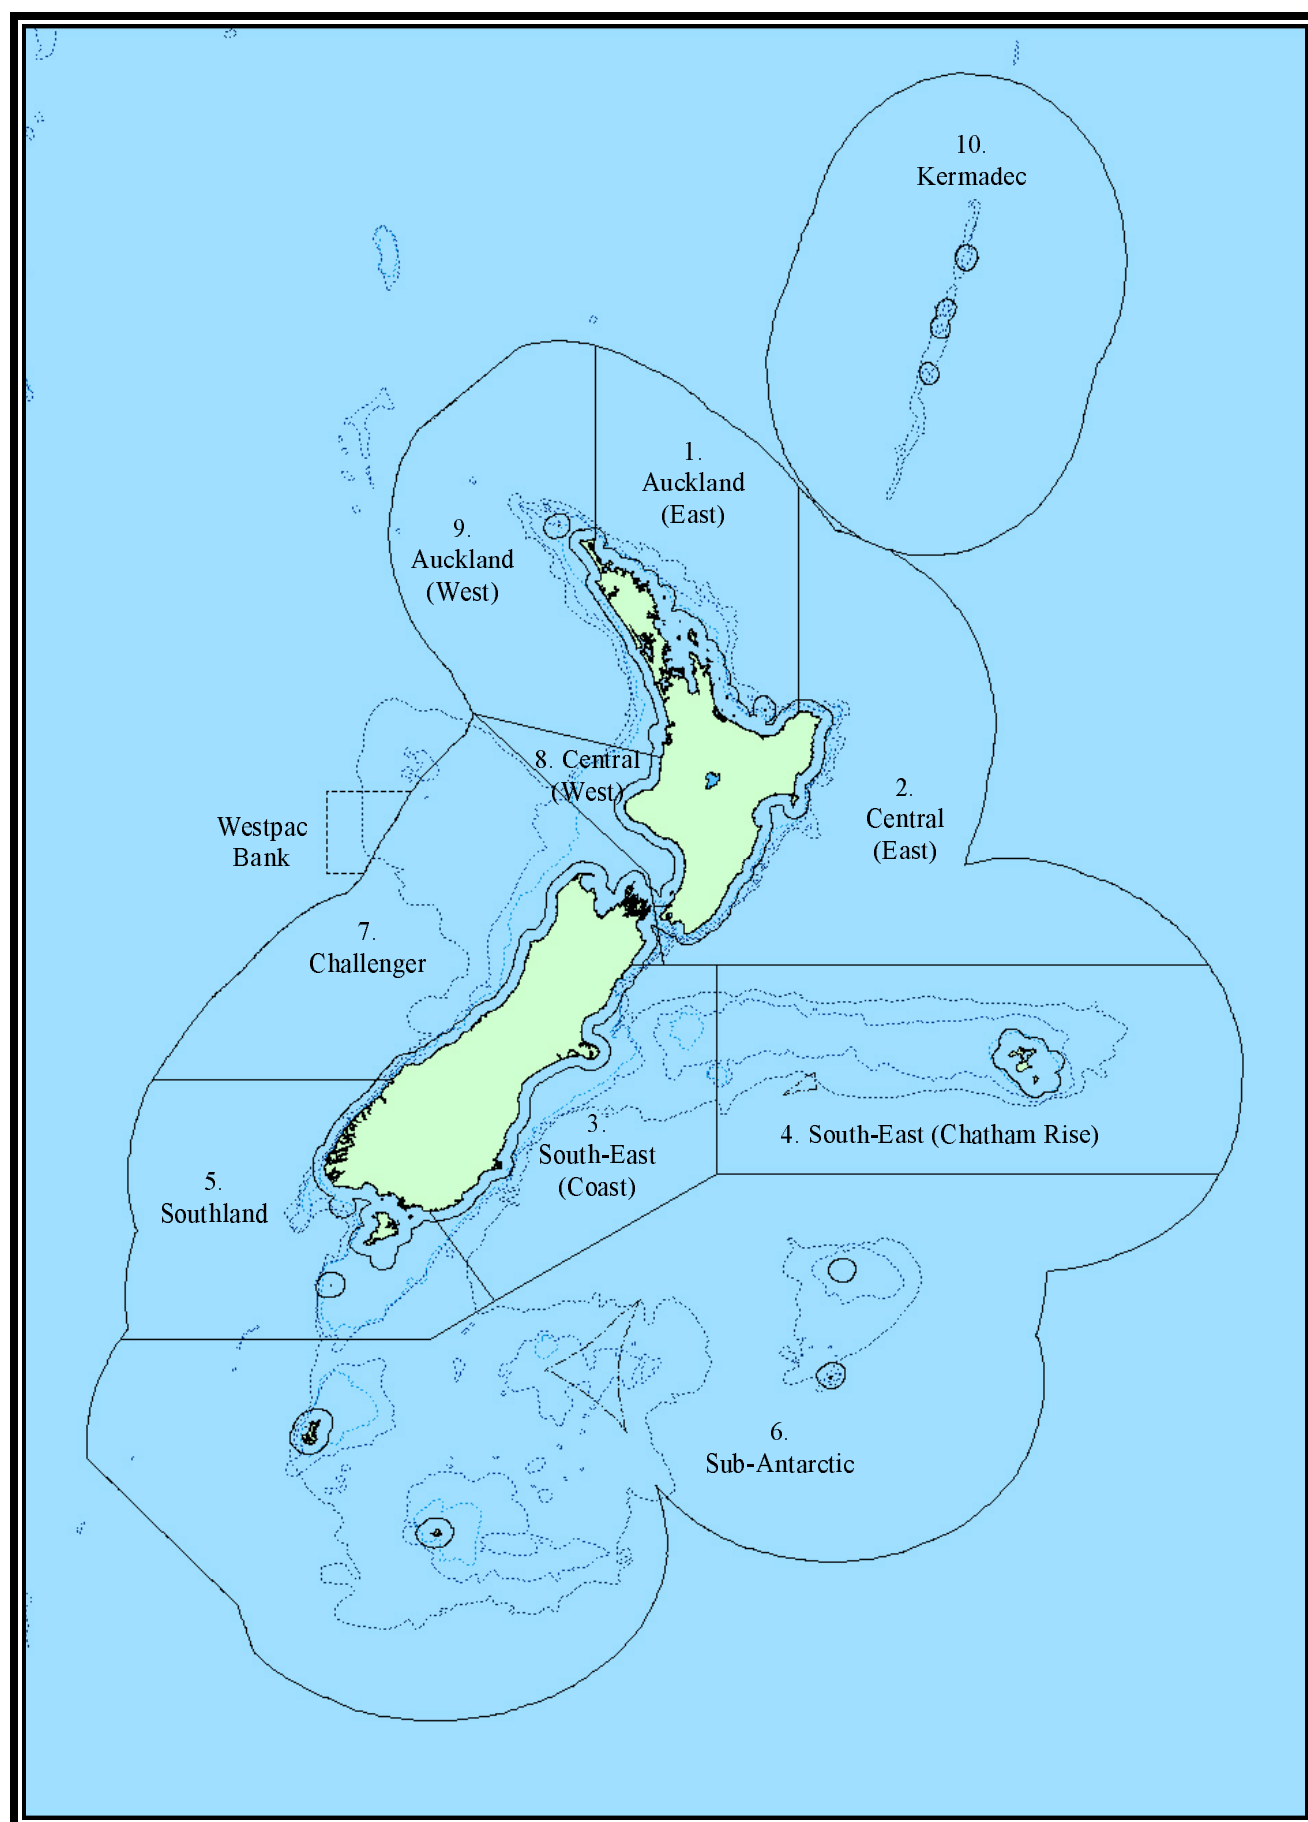 10.
Kermadec
1.
Auckland
(East)
9.
Auckland
(West)
8. Central
(West)
2.
Central
(East)
Westpac
Bank
7.
Challenger
3.
South-East
(Coast)
4. South-East (Chatham Rise)
5.
Southland
6.
Sub-Antarctic